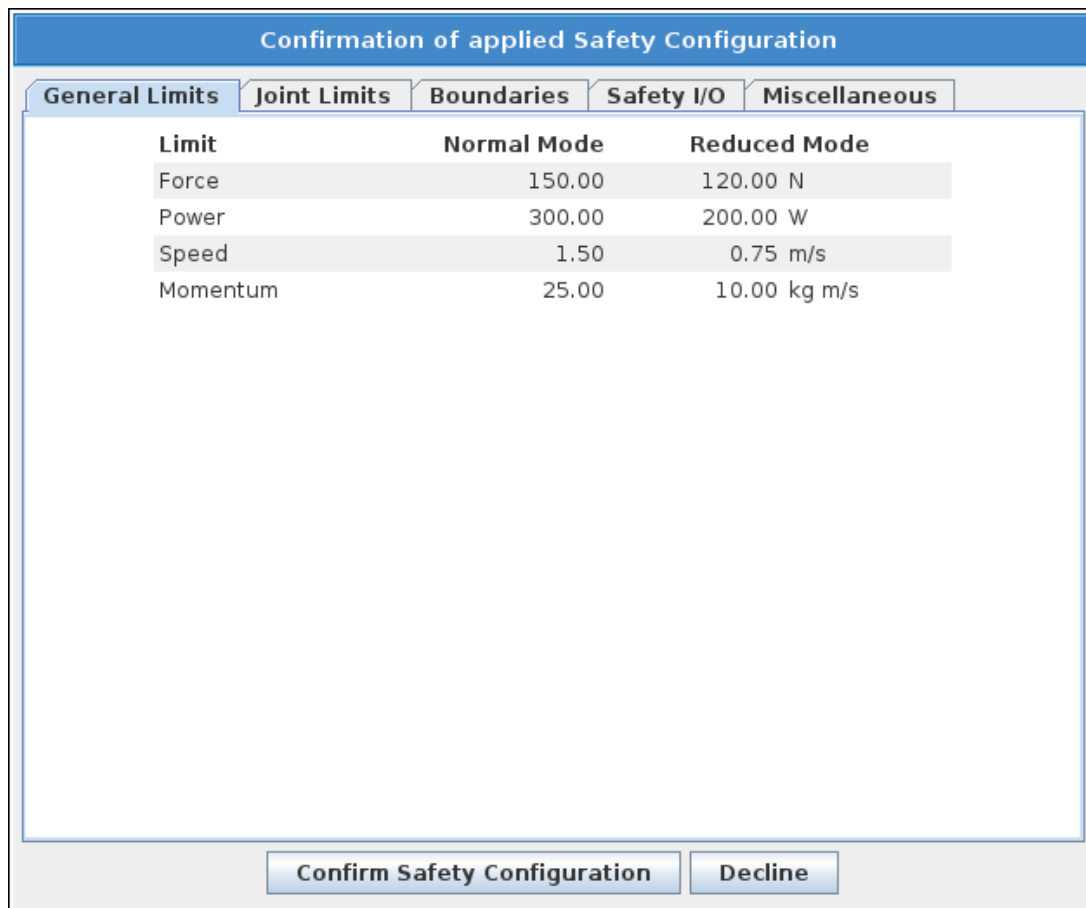 Confirmation of applied Safety Configuration
General Limits Joint Limits Boundaries Safety I/O Miscellaneous
Limit Normal Mode Reduced Mode
Force 150.00 120.00 N
Power 300.00 200.00 W
Speed 1.50 0.75 m/s
Momentum 25.00 10.00 kg m/s
Confirm Safety Configuration Decline